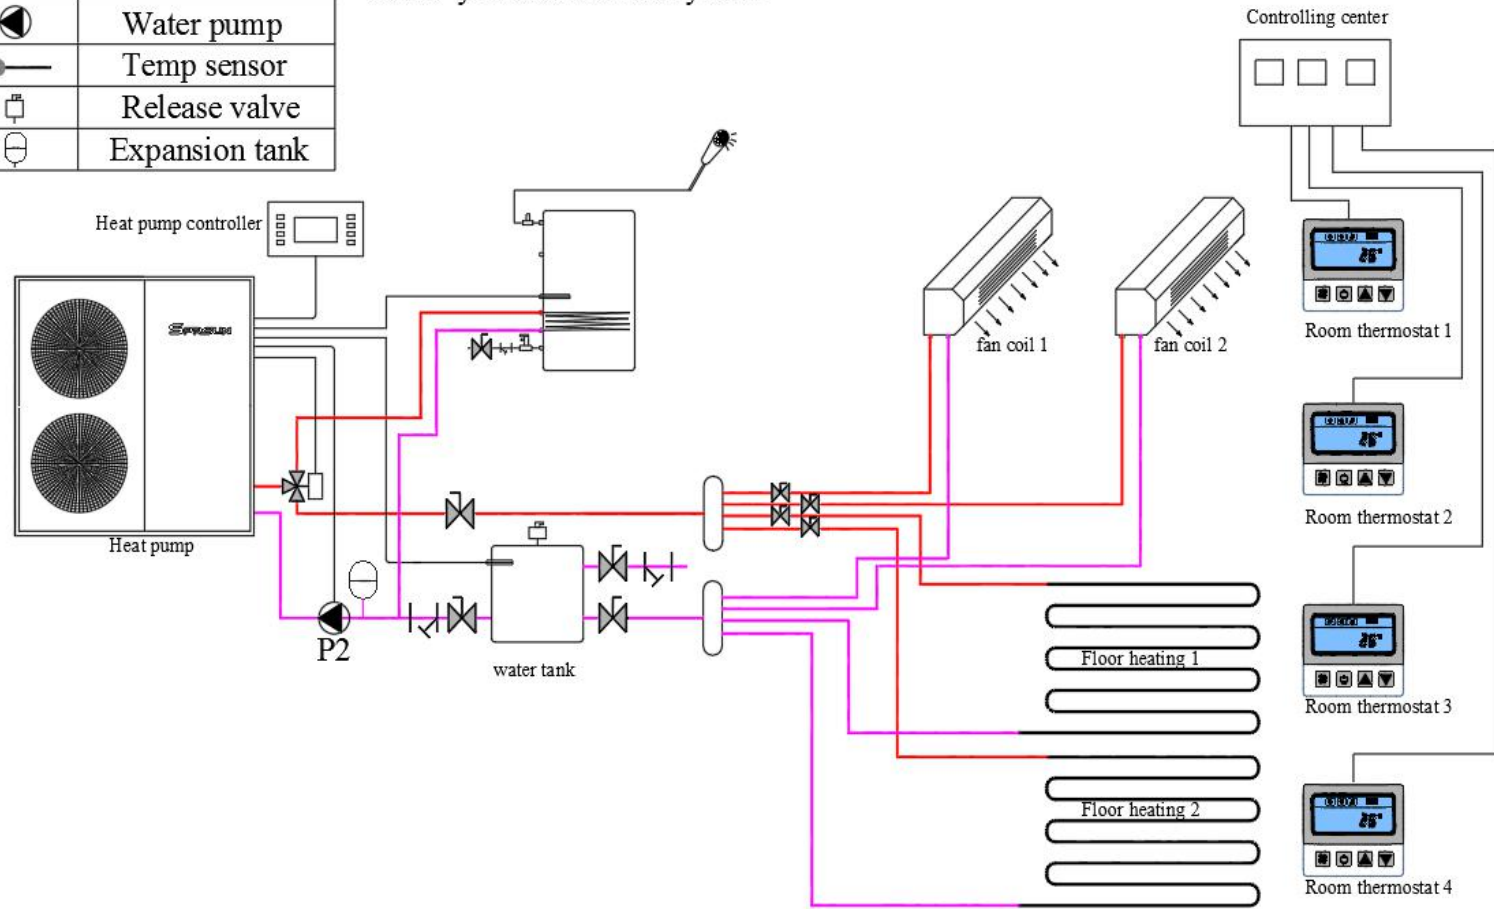 Water pump
Controlling center
Temp sensor
Release valve
Expansion tank
Heat pump controller
SPRSUN
Room thermostat 1
fan coil 1
fan coil 2
Room thermostat 2
Heat pump
P2
water tank
Floor heating 1
Room thermostat 3
Floor heating 2
Room thermostat 4